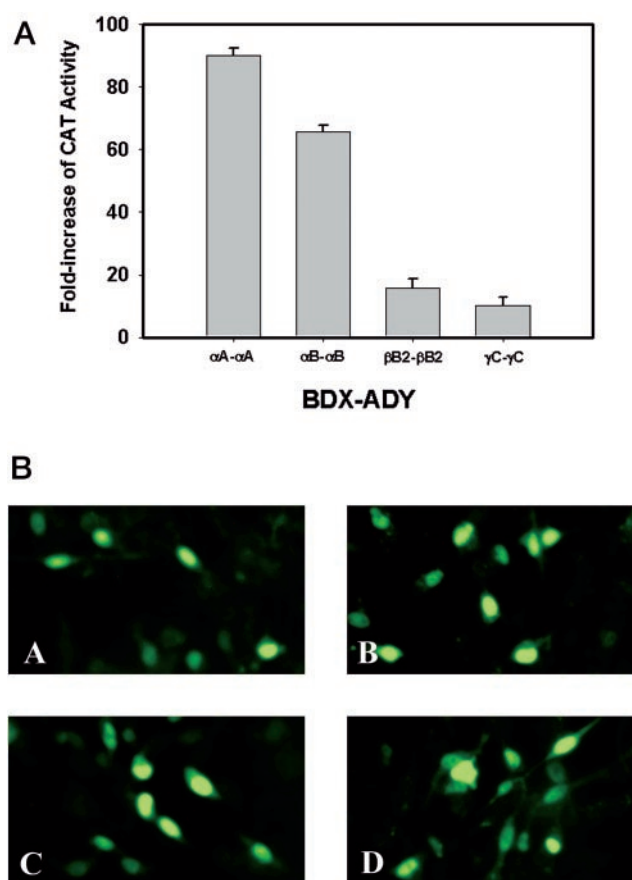 A
Fold-increase of CAT Activity
100
80
60
40
20
0
αA-αA αB-αB βB2-βB2 γC-γC
BDX-ADY
B
A B
C D